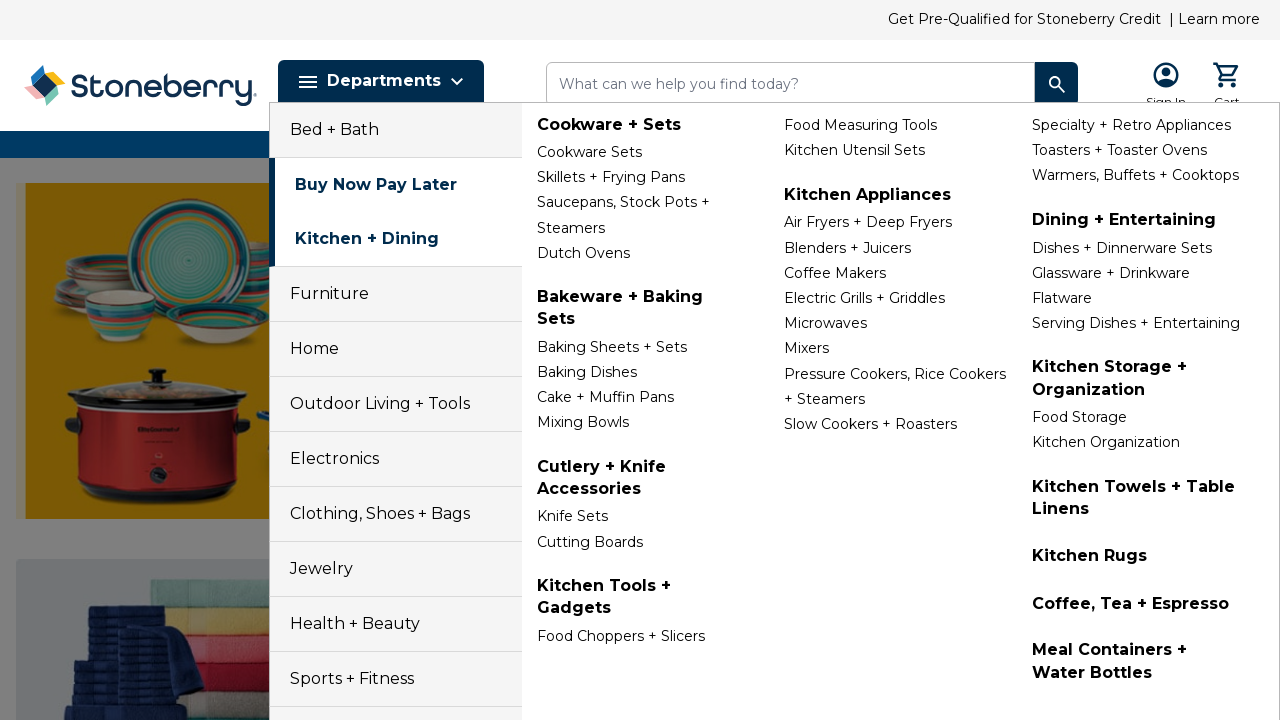 Get Pre-Qualified for Stoneberry Credit | Learn more
Stoneberry
Departments
What can we help you find today?
Sign In
Cart
Bed + Bath
Buy Now Pay Later
Kitchen + Dining
Furniture
Home
Outdoor Living + Tools
Electronics
Clothing, Shoes + Bags
Jewelry
Health + Beauty
Sports + Fitness
Cookware + Sets
Cookware Sets
Skillets + Frying Pans
Saucepans, Stock Pots +
Steamers
Dutch Ovens
Bakeware + Baking
Sets
Baking Sheets + Sets
Baking Dishes
Cake + Muffin Pans
Mixing Bowls
Cutlery + Knife
Accessories
Knife Sets
Cutting Boards
Kitchen Tools +
Gadgets
Food Choppers + Slicers
Food Measuring Tools
Kitchen Utensil Sets
Kitchen Appliances
Air Fryers + Deep Fryers
Blenders + Juicers
Coffee Makers
Electric Grills + Griddles
Microwaves
Mixers
Pressure Cookers, Rice Cookers
+ Steamers
Slow Cookers + Roasters
Specialty + Retro Appliances
Toasters + Toaster Ovens
Warmers, Buffets + Cooktops
Dining + Entertaining
Dishes + Dinnerware Sets
Glassware + Drinkware
Flatware
Serving Dishes + Entertaining
Kitchen Storage +
Organization
Food Storage
Kitchen Organization
Kitchen Towels + Table
Linens
Kitchen Rugs
Coffee, Tea + Espresso
Meal Containers +
Water Bottles